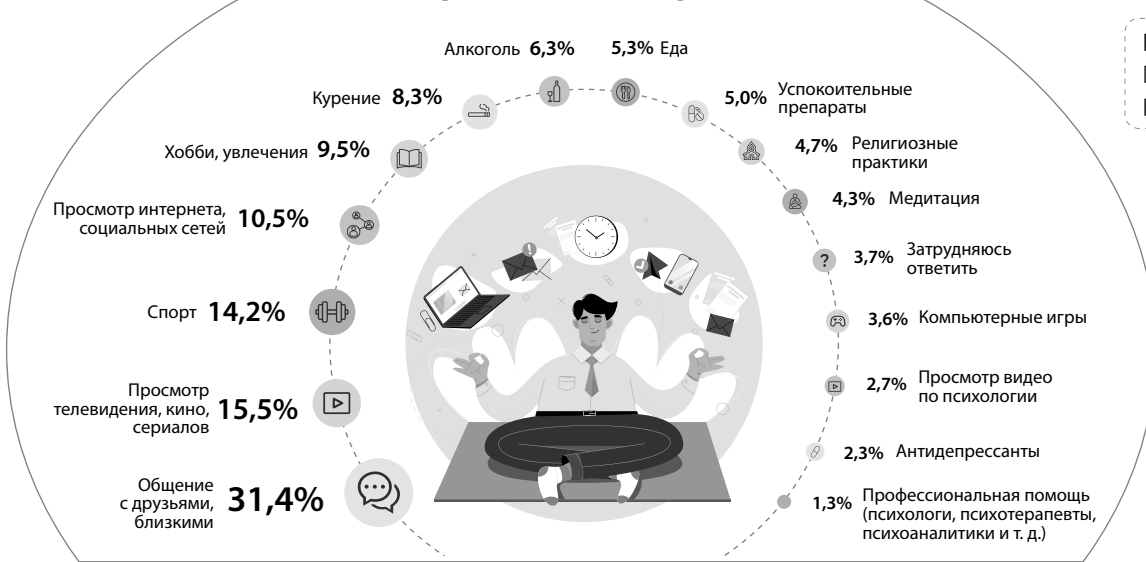 Алкоголь 6,3%
5,3% Еда
Курение 8,3%
5,0% Успокоительные
препараты
Хобби, увлечения 9,5%
4,7% Религиозные
практики
Просмотр интернета,
социальных сетей 10,5%
4,3% Медитация
?
3,7% Затрудняюсь
ответить
Спорт 14,2%
3,6% Компьютерные игры
Просмотр
телевидения, кино,
сериалов
15,5%
2,7% Просмотр видео
по психологии
2,3% Антидепрессанты
Общение
с друзьями,
близкими
31,4%
1,3% Профессиональная помощь
(психологи, психотерапевты,
психоаналитики и т. д.)